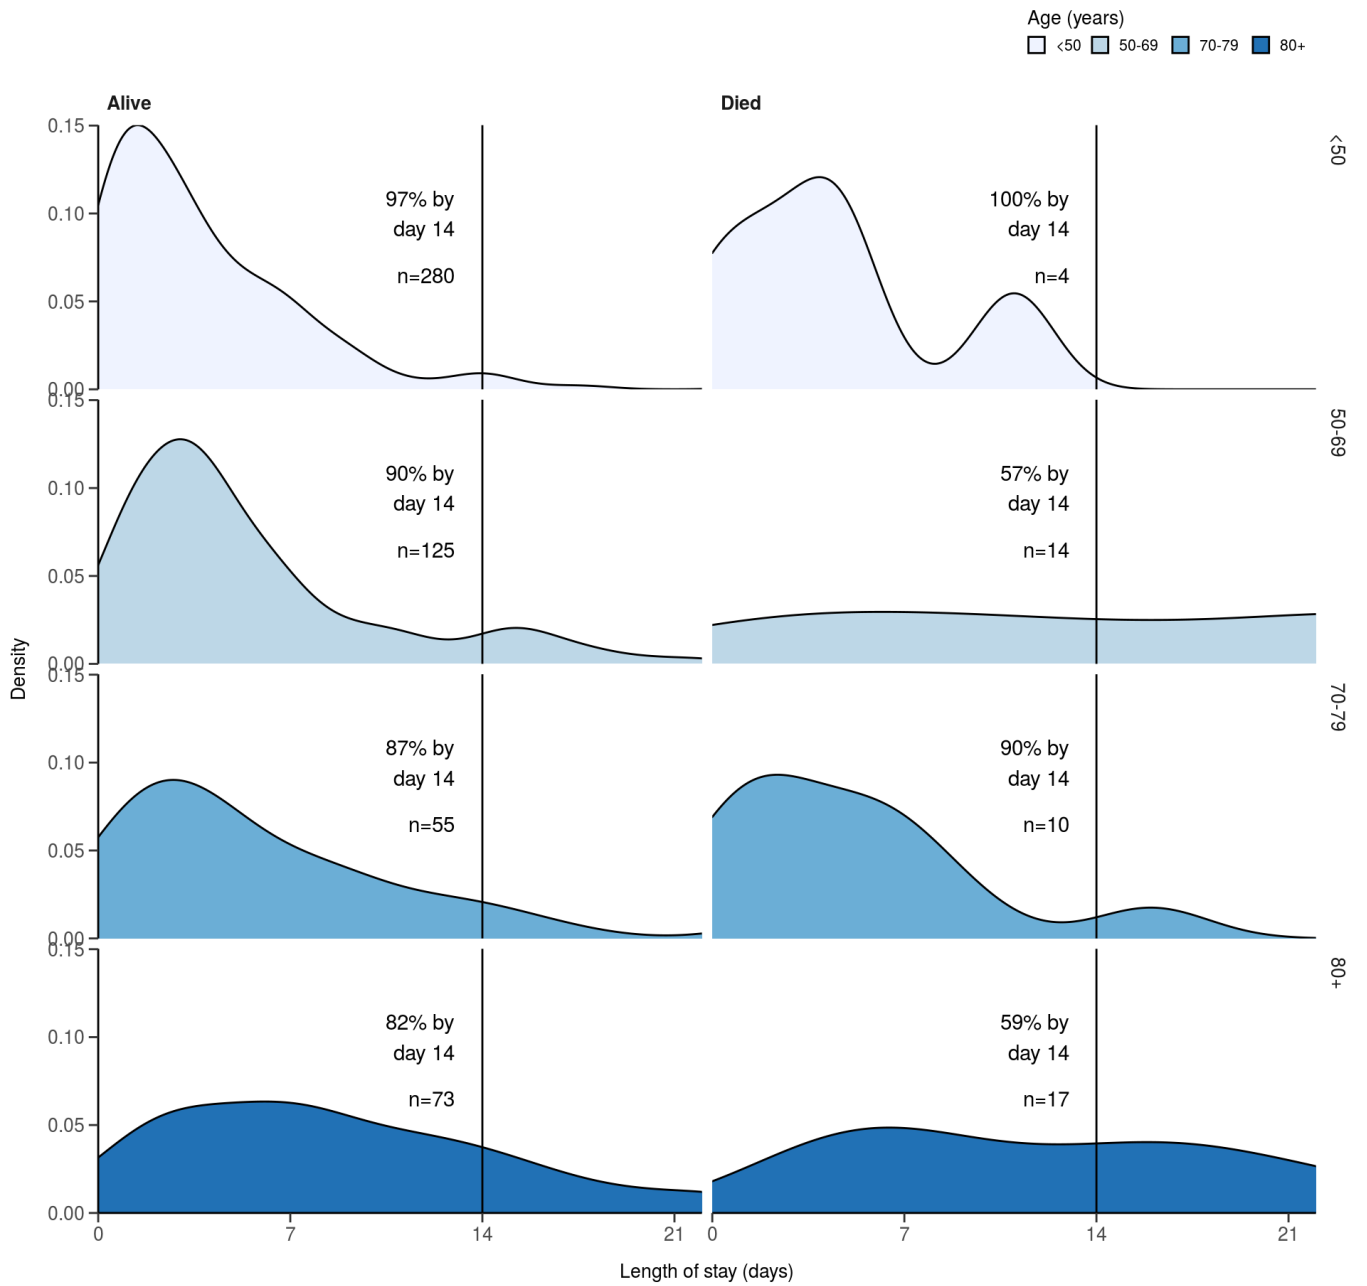 Age (years)
<50 50-69 70-79 80+
Alive Died
0.15
0.10
0.05
0.00
97% by
day 14
n=280
100% by
day 14
n=4
<50
0.15
0.10
0.05
0.00
90% by
day 14
n=125
57% by
day 14
n=14
50-69
0.15
0.10
0.05
0.00
87% by
day 14
n=55
90% by
day 14
n=10
70-79
0.15
0.10
0.05
0.00
82% by
day 14
n=73
59% by
day 14
n=17
80+
Density
0 7 14 21 0 7 14 21
Length of stay (days)